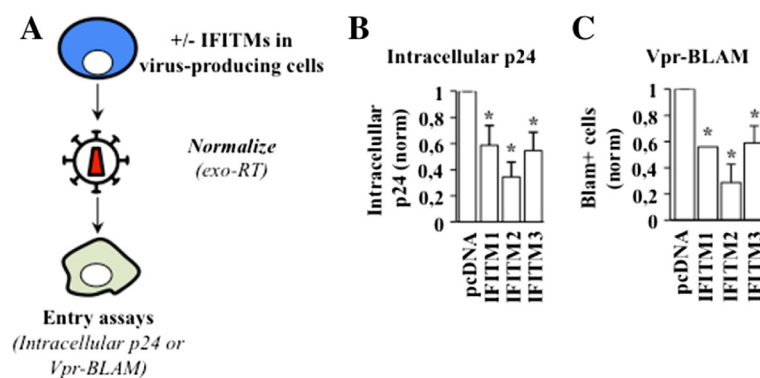 A
+/- IFITMs in
virus-producing cells
Normalize
(exo-RT)
Entry assays
(Intracellular p24 or
Vpr-BLAM)
B
Intracellular p24
Intracelullar
p24 (norm)
1
0,8
0,6
0,4
0,2
0
*
*
*
pcDNA
IFITM1
IFITM2
IFITM3
C
Vpr-BLAM
Blam+ cells
(norm)
1
0,8
0,6
0,4
0,2
0
*
*
*
pcDNA
IFITM1
IFITM2
IFITM3